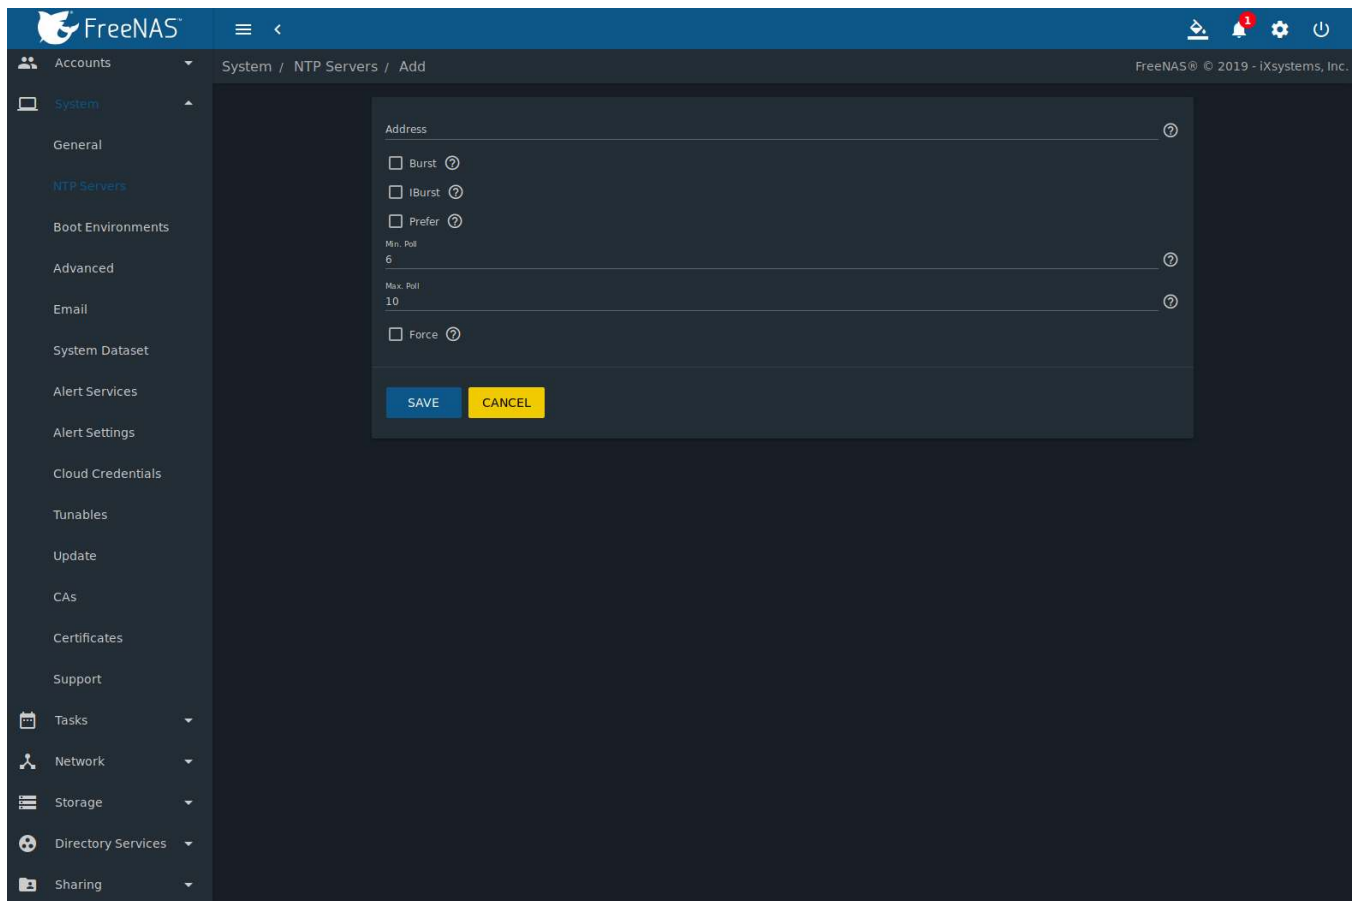 FreeNAS™
1
Accounts
System / NTP Servers / Add
FreeNAS® © 2019 - iXsystems, Inc.
System
General
NTP Servers
Boot Environments
Advanced
Email
System Dataset
Alert Services
Alert Settings
Cloud Credentials
Tunables
Update
CAs
Certificates
Support
Tasks
Network
Storage
Directory Services
Sharing
Address
Burst
IBurst
Prefer
Min. Poll
6
Max. Poll
10
Force
SAVE
CANCEL